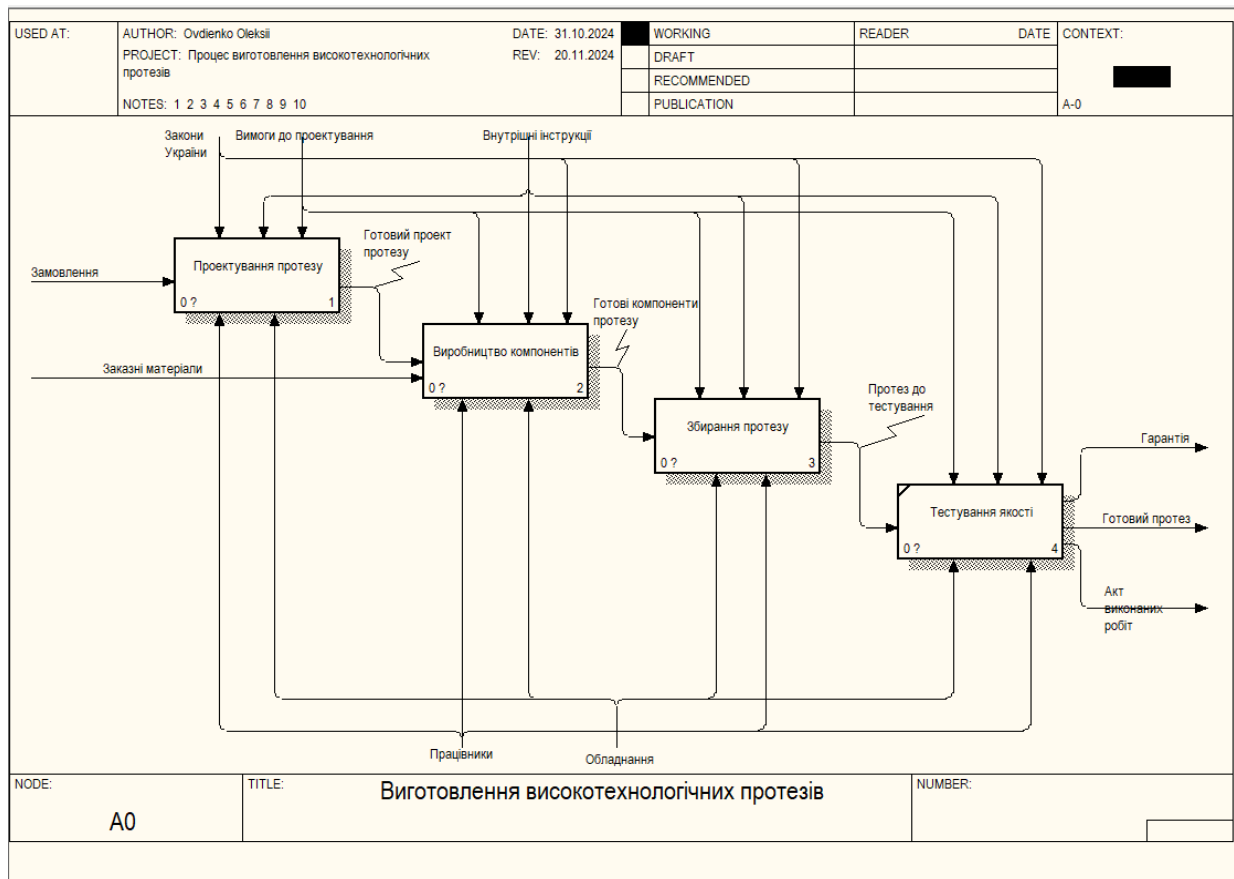 USED AT:
AUTHOR: Ovdienko Oleksii
DATE: 31.10.2024
PROJECT: Процес виготовлення високотехнологічних
протезів
REV: 20.11.2024
NOTES: 1 2 3 4 5 6 7 8 9 10
WORKING
DRAFT
RECOMMENDED
PUBLICATION
READER
DATE
CONTEXT:
A-0
Закони
України
Вимоги до проектування
Внутрішні інструкції
Замовлення
Проектування протезу
0 ?
1
Готовий проект
протезу
Заказні матеріали
Виробництво компонентів
0 ?
2
Готові компоненти
протезу
Збирання протезу
0 ?
3
Протез до
тестування
Тестування якості
0 ?
4
Гарантія
Готовий протез
Акт
виконаних
робіт
Працівники
Обладнання
NODE:
A0
TITLE:
Виготовлення високотехнологічних протезів
NUMBER: